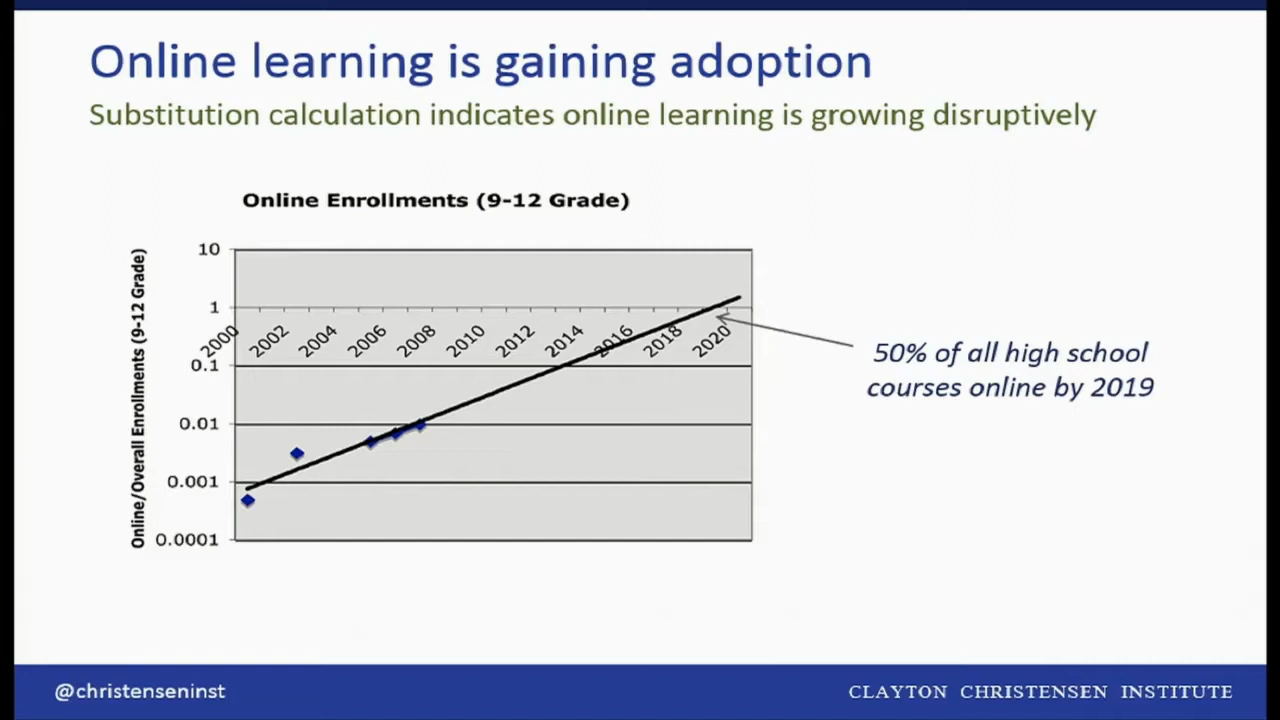 Online learning is gaining adoption
Substitution calculation indicates online learning is growing disruptively
Online Enrollments (9-12 Grade)
Online/Overall Enrollments (9-12 Grade)
10
1
0.1
0.01
0.001
0.0001
2000
2002
2004
2006
2008
2010
2012
2014
2016
2018
2020
50% of all high school
courses online by 2019
@christenseninst
CLAYTON CHRISTENSEN INSTITUTE